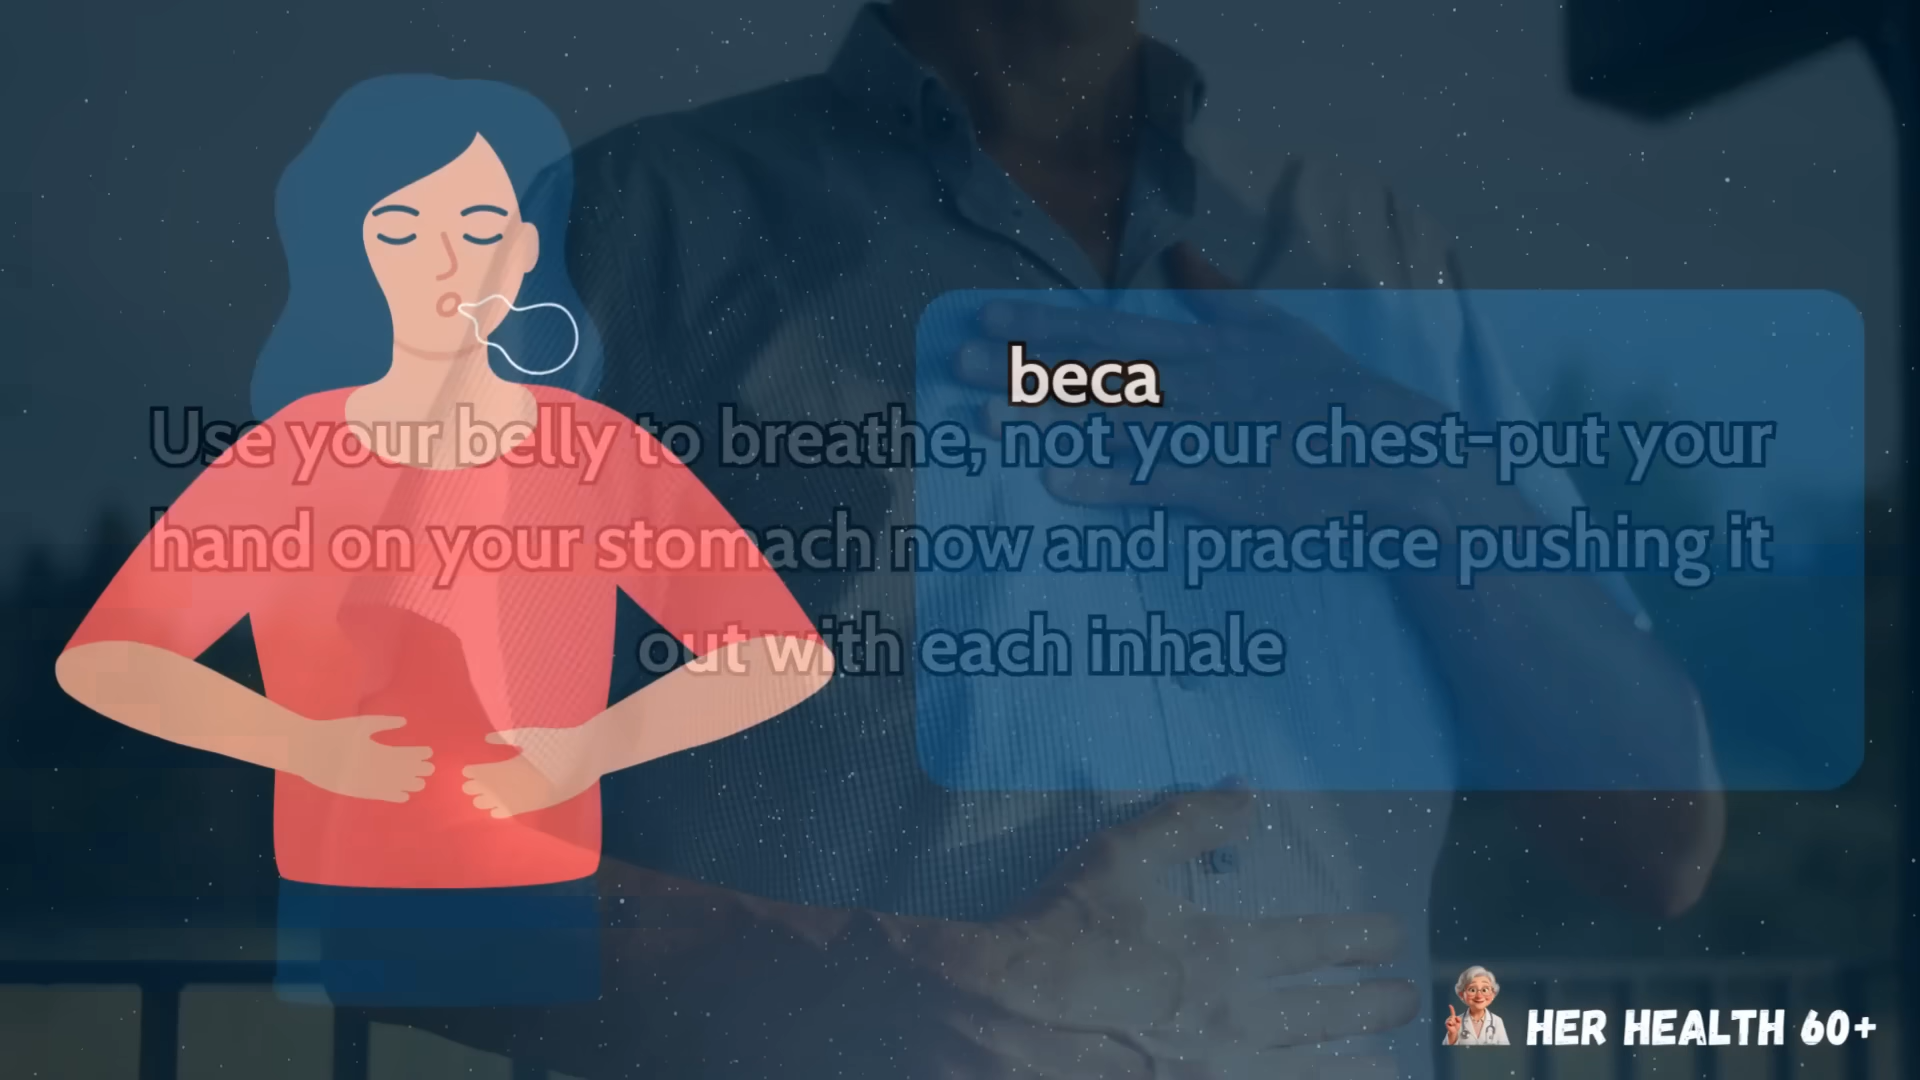 beca
Use your belly to breathe, not your chest-put your
hand on your stomach now and practice pushing it
out with each inhale
HER HEALTH 60+